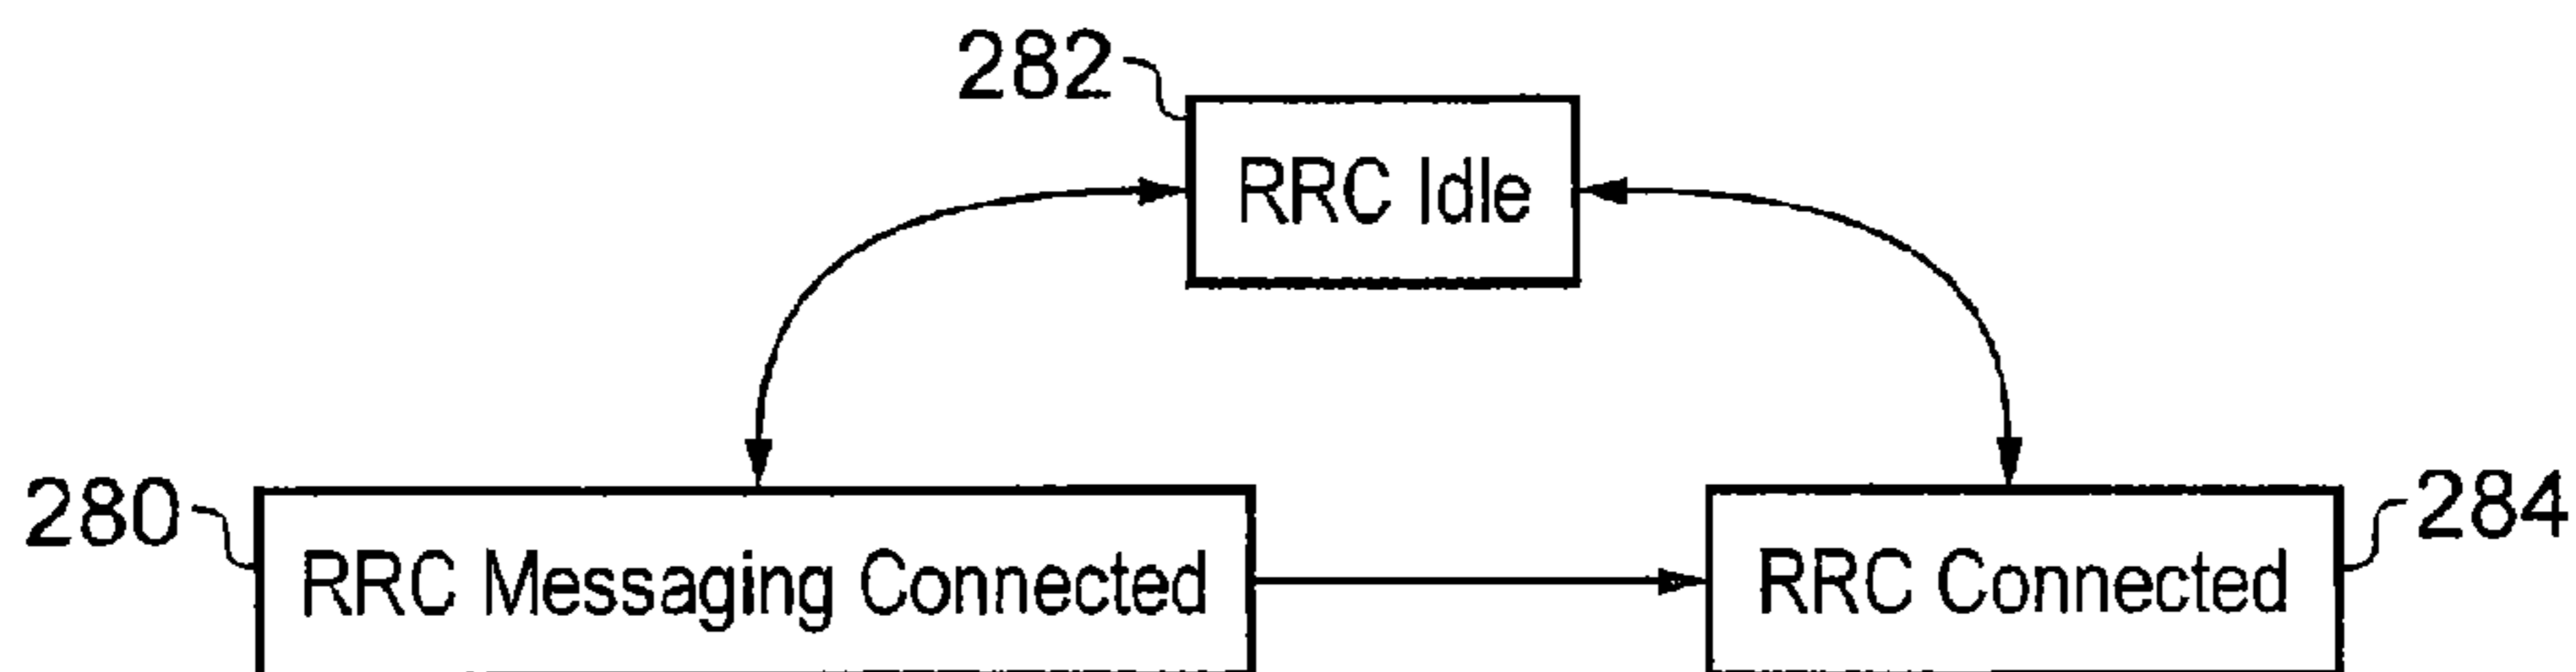 282
RRC Idle
280
RRC Messaging Connected
RRC Connected
284